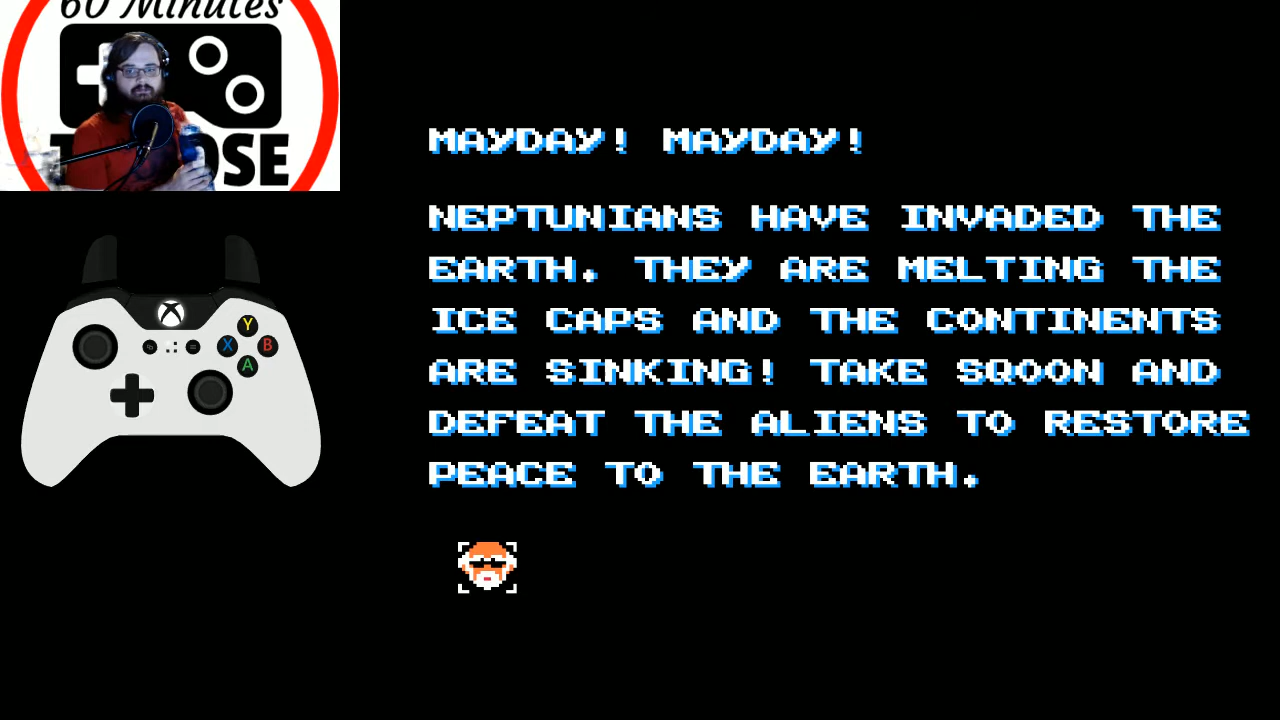 60 Minutes
MAYDAY! MAYDAY!
NEPTUNIANS HAVE INVADED THE
EARTH. THEY ARE MELTING THE
ICE CAPS AND THE CONTINENTS
ARE SINKING! TAKE SQOON AND
DEFEAT THE ALIENS TO RESTORE
PEACE TO THE EARTH.
Y
X B
A